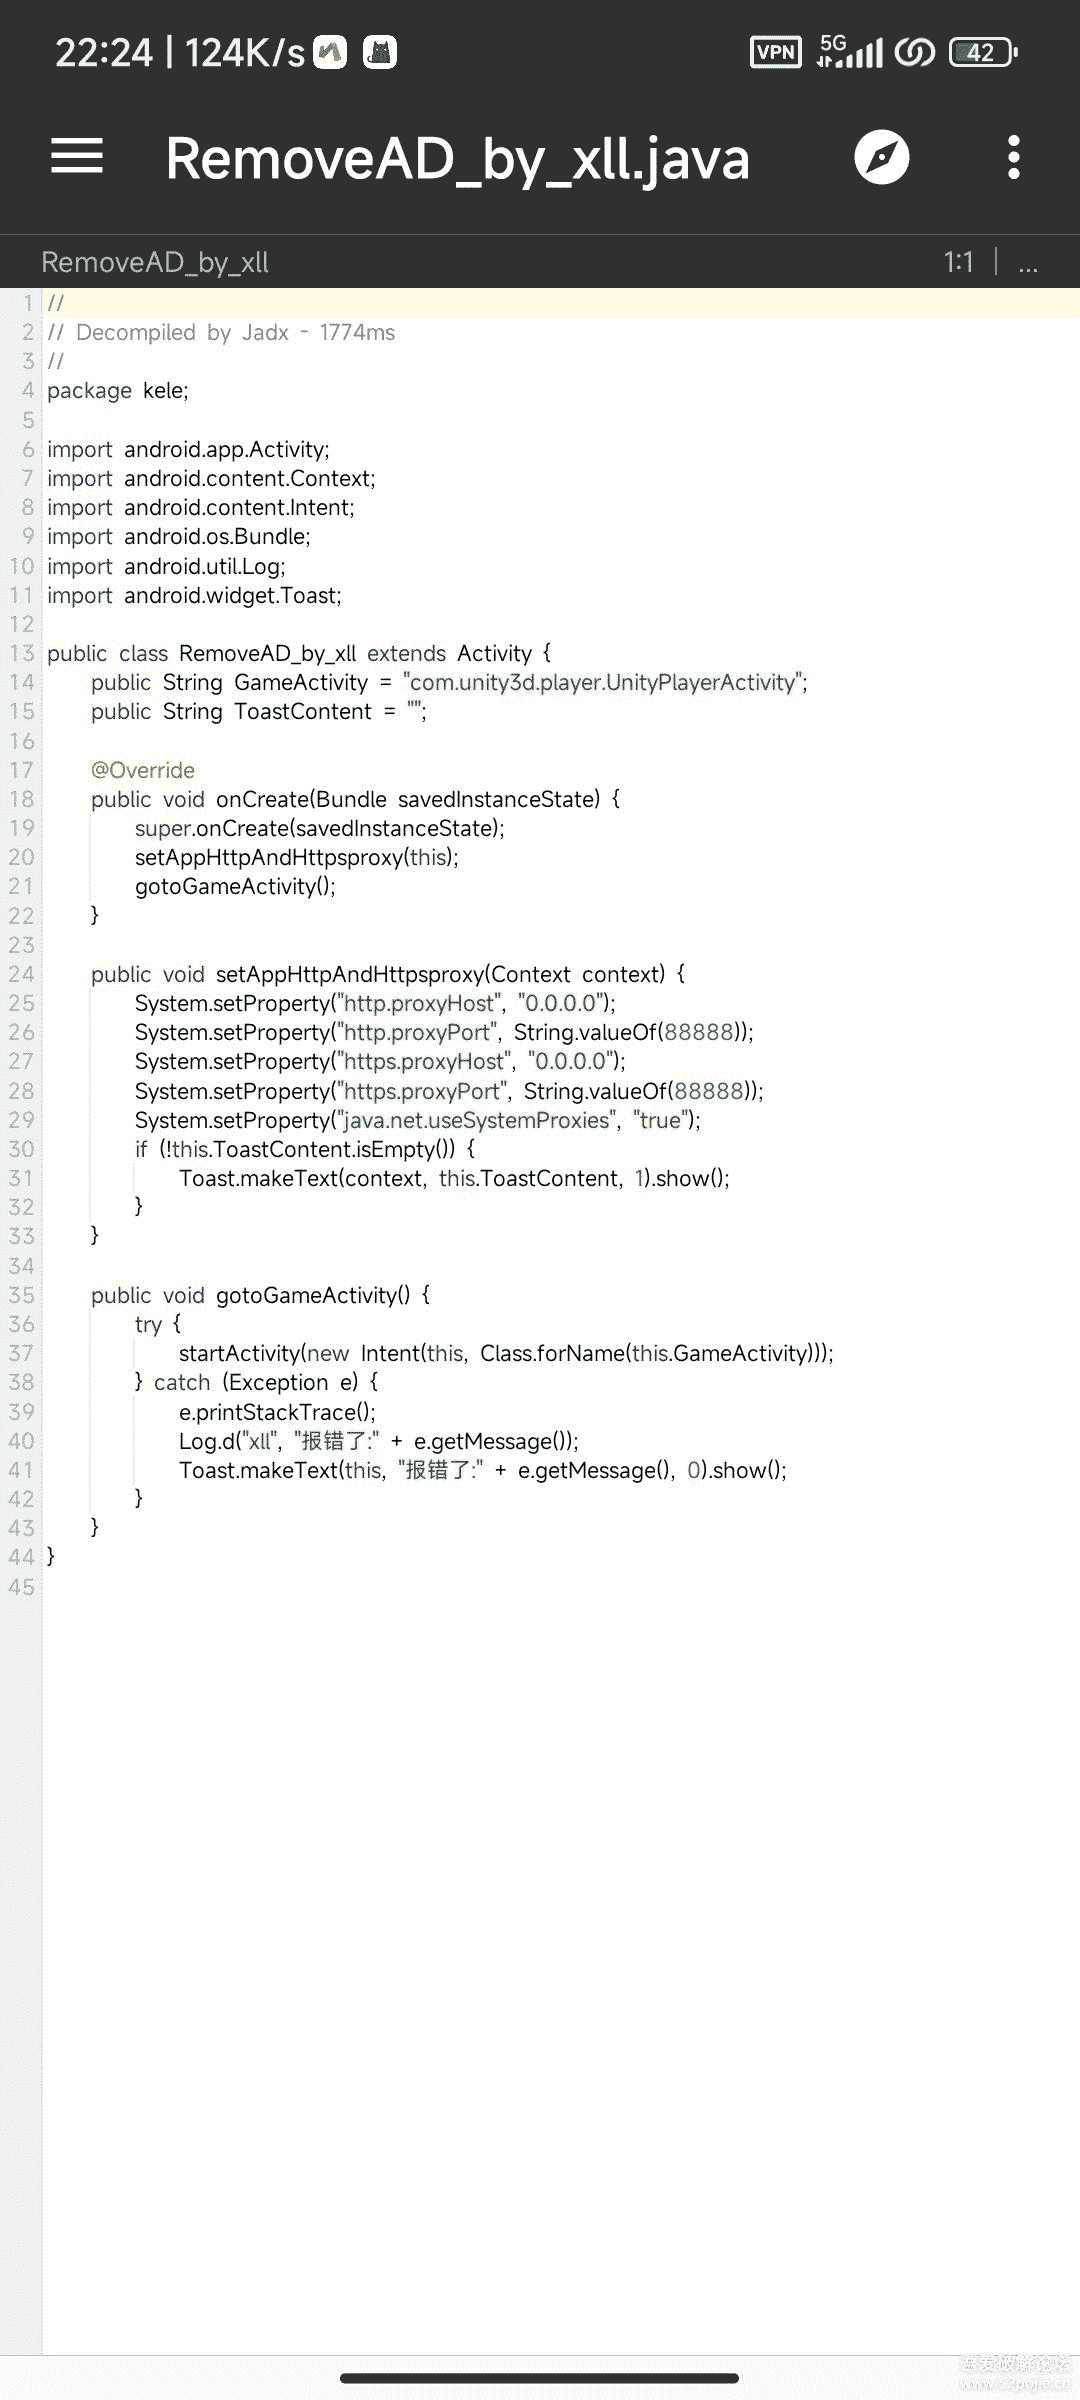 22:24 | 124K/s VPN 5G 42
RemoveAD_by_xll.java
RemoveAD_by_xll 1:1 | ...
1 //
2 // Decompiled by Jadx - 1774ms
3 //
4 package kele;
5
6 import android.app.Activity;
7 import android.content.Context;
8 import android.content.Intent;
9 import android.os.Bundle;
10 import android.util.Log;
11 import android.widget.Toast;
12
13 public class RemoveAD_by_xll extends Activity {
14 public String GameActivity = "com.unity3d.player.UnityPlayerActivity";
15 public String ToastContent = "";
16
17 @Override
18 public void onCreate(Bundle savedInstanceState) {
19 super.onCreate(savedInstanceState);
20 setAppHttpAndHttpsproxy(this);
21 gotoGameActivity();
22 }
23
24 public void setAppHttpAndHttpsproxy(Context context) {
25 System.setProperty("http.proxyHost", "0.0.0.0");
26 System.setProperty("http.proxyPort", String.valueOf(88888));
27 System.setProperty("https.proxyHost", "0.0.0.0");
28 System.setProperty("https.proxyPort", String.valueOf(88888));
29 System.setProperty("java.net.useSystemProxies", "true");
30 if (!this.ToastContent.isEmpty()) {
31 Toast.makeText(context, this.ToastContent, 1).show();
32 }
33 }
34
35 public void gotoGameActivity() {
36 try {
37 startActivity(new Intent(this, Class.forName(this.GameActivity)));
38 } catch (Exception e) {
39 e.printStackTrace();
40 Log.d("xll", "报错了:" + e.getMessage());
41 Toast.makeText(this, "报错了:" + e.getMessage(), 0).show();
42 }
43 }
44 }
45
吾爱破解论坛
www.52pojie.cn